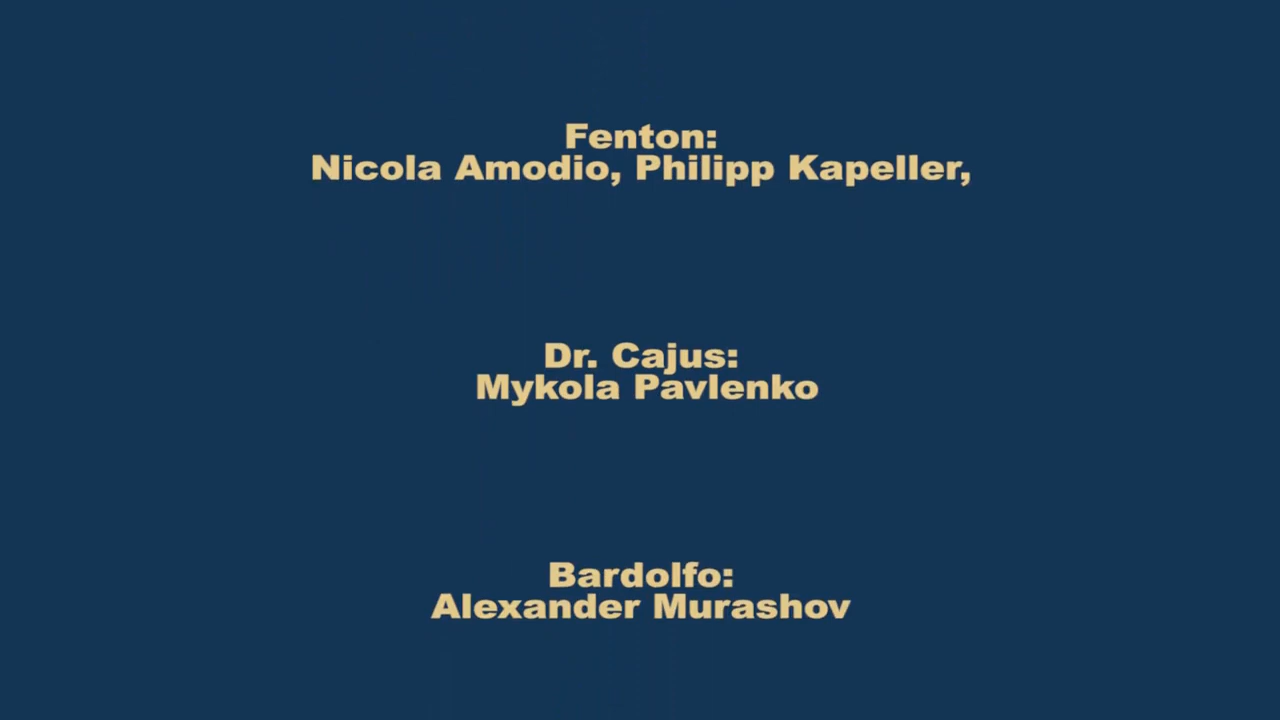 Fenton:
Nicola Amodio, Philipp Kapeller,
Dr. Cajus:
Mykola Pavlenko
Bardolfo:
Alexander Murashov